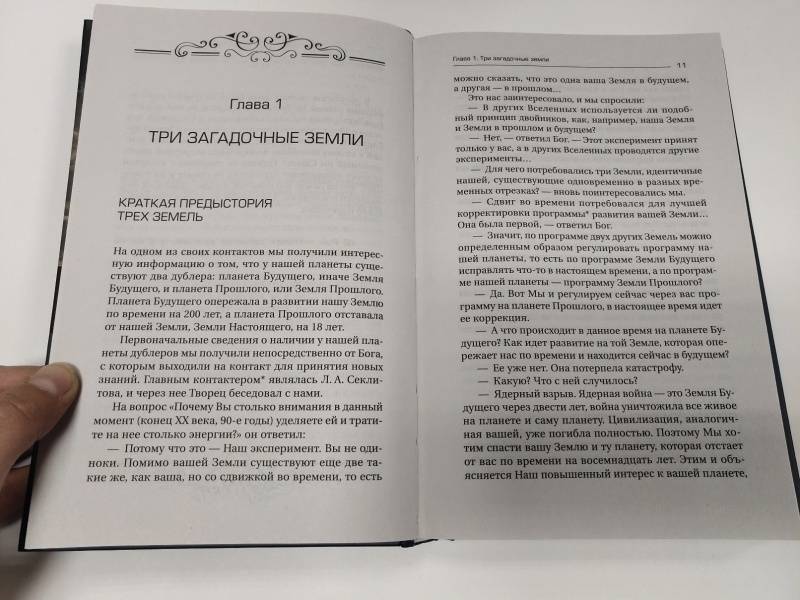 Глава 1
ТРИ ЗАГАДОЧНЫЕ ЗЕМЛИ
КРАТКАЯ ПРЕДЫСТОРИЯ
ТРЕХ ЗЕМЕЛЬ
На одном из своих контактов мы получили интерес-
ную информацию о том, что у нашей планеты суще-
ствуют два дублера: планета Будущего, иначе Земля
Будущего, и планета Прошлого, или Земля Прошлого.
Планета Будущего опережала в развитии нашу Землю
по времени на 200 лет, а планета Прошлого отставала
от нашей Земли, Земли Настоящего, на 18 лет.
Первоначальные сведения о наличии у нашей пла-
неты дублеров мы получили непосредственно от Бога,
с которым выходили на контакт для принятия новых
знаний. Главным контактером* являлась Л. А. Секли-
това, и через нее Творец беседовал с нами.
На вопрос «Почему Вы столько внимания в данный
момент (конец XX века, 90-е годы) уделяете ей и трати-
те на нее столько энергии?» он ответил:
— Потому что это — Наш эксперимент. Вы не оди-
ноки. Помимо вашей Земли существуют еще две та-
кие же, как ваша, но со сдвижкой во времени, то есть
Глава 1. Три загадочные земли
11
можно сказать, что это одна ваша Земля в будущем,
а другая — в прошлом…
Это нас заинтересовало, и мы спросили:
— В других Вселенных используется ли подоб-
ный принцип двойников, как, например, наша Земля
и Земли в прошлом и будущем?
— Нет, — ответил Бог. — Этот эксперимент принят
только у вас, а в других Вселенных проводятся другие
эксперименты…
— Для чего потребовались три Земли, идентичные
нашей, существующие одновременно в разных вре-
менных отрезках? — вновь поинтересовались мы.
— Сдвиг во времени потребовался для лучшей
корректировки программы* развития вашей Земли…
Она была первой, — ответил Бог.
— Значит, по программе двух других Земель можно
определенным образом регулировать программу на-
шей планеты, то есть по программе Земли Будущего
исправлять что-то в настоящем времени, а по програм-
ме нашей планеты — программу Земли Прошлого?
— Да. Вот Мы и регулируем сейчас через вас про-
грамму на планете Прошлого, в настоящее время идет
ее коррекция.
— А что происходит в данное время на планете Бу-
дущего? Как идет развитие на той Земле, которая опе-
режает нас по времени и находится сейчас в будущем?
— Ее уже нет. Она потерпела катастрофу.
— Какую? Что с ней случилось?
— Ядерный взрыв. Ядерная война — это Земля Бу-
дущего через двести лет, война уничтожила все живое
на планете и саму планету. Цивилизация, аналогич-
ная вашей, уже погибла полностью. Поэтому Мы хо-
тим спасти вашу Землю и ту планету, которая отстает
от вас по времени на восемнадцать лет. Этим и объ-
ясняется Наш повышенный интерес к вашей планете,